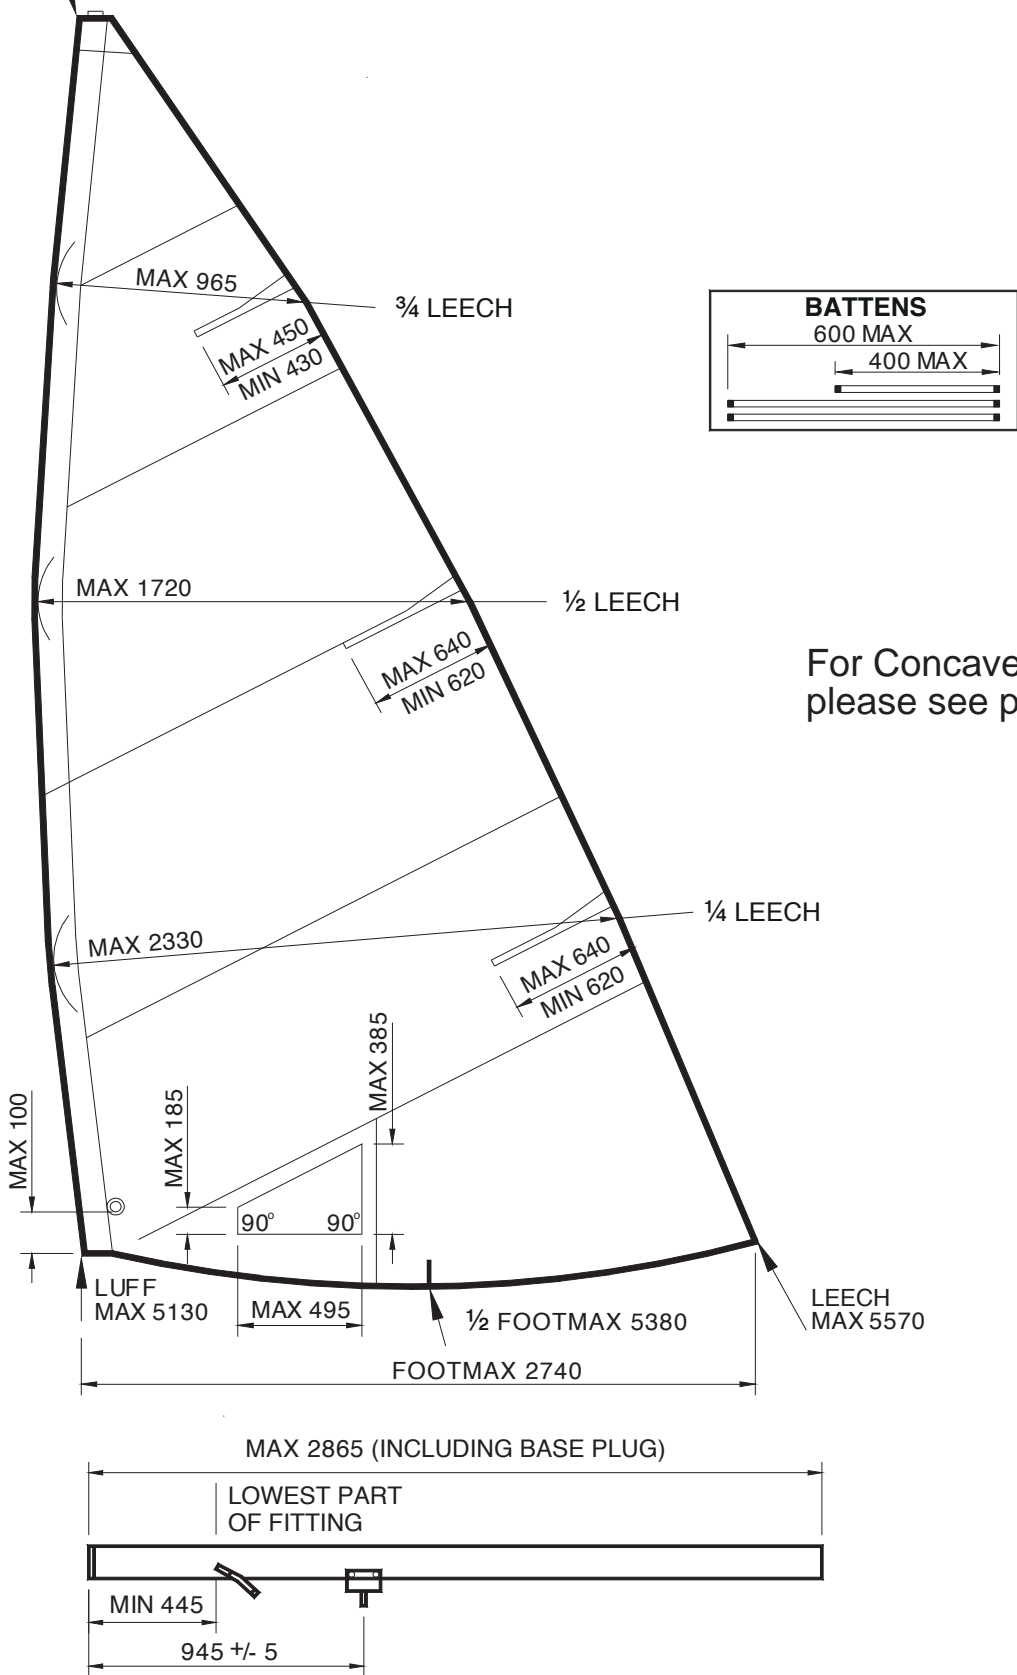 MAX 965
¾ LEECH
MAX 450
MIN 430
BATTENS
600 MAX
400 MAX
MAX 1720
½ LEECH
MAX 640
MIN 620
For Concave
please see p
¼ LEECH
MAX 2330
MAX 640
MIN 620
MAX 385
MAX 185
MAX 100
90°
90°
LUFF
MAX 5130
MAX 495
½ FOOTMAX 5380
LEECH
MAX 5570
FOOTMAX 2740
MAX 2865 (INCLUDING BASE PLUG)
LOWEST PART
OF FITTING
MIN 445
945 +/- 5